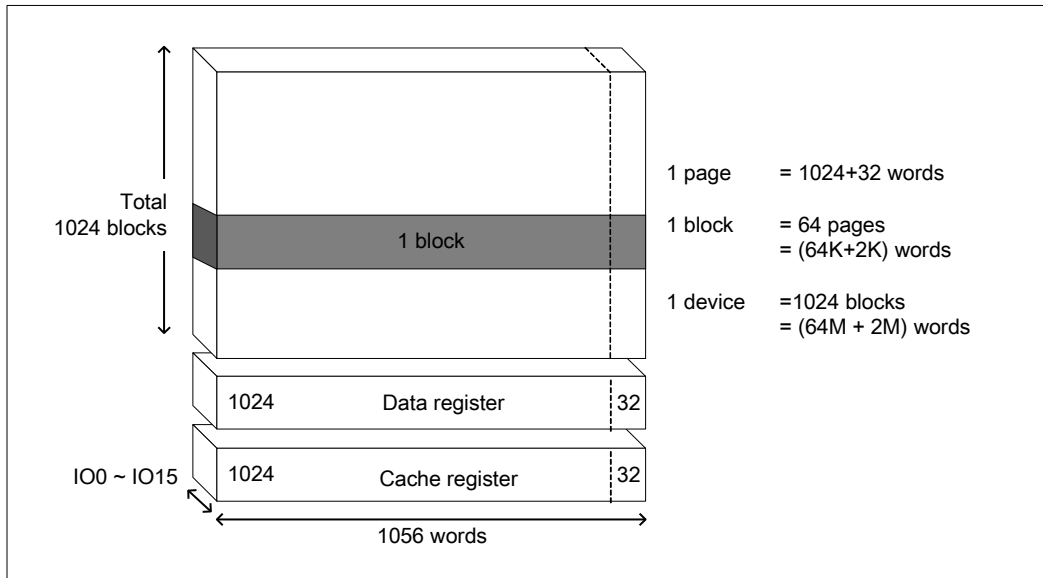 Total
1024 blocks
1 block
1 page = 1024+32 words
1 block = 64 pages
= (64K+2K) words
1 device =1024 blocks
= (64M + 2M) words
1024 Data register 32
1024 Cache register 32
IO0 ~ IO15
1056 words